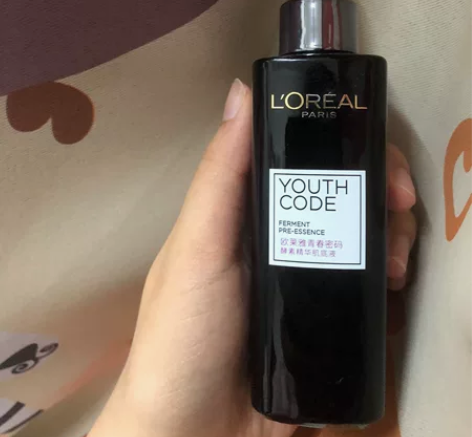 L'ORÉAL
PARIS
YOUTH
CODE
FERMENT
PRE-ESSENCE
欧莱雅青春密码
酵素精华肌底液